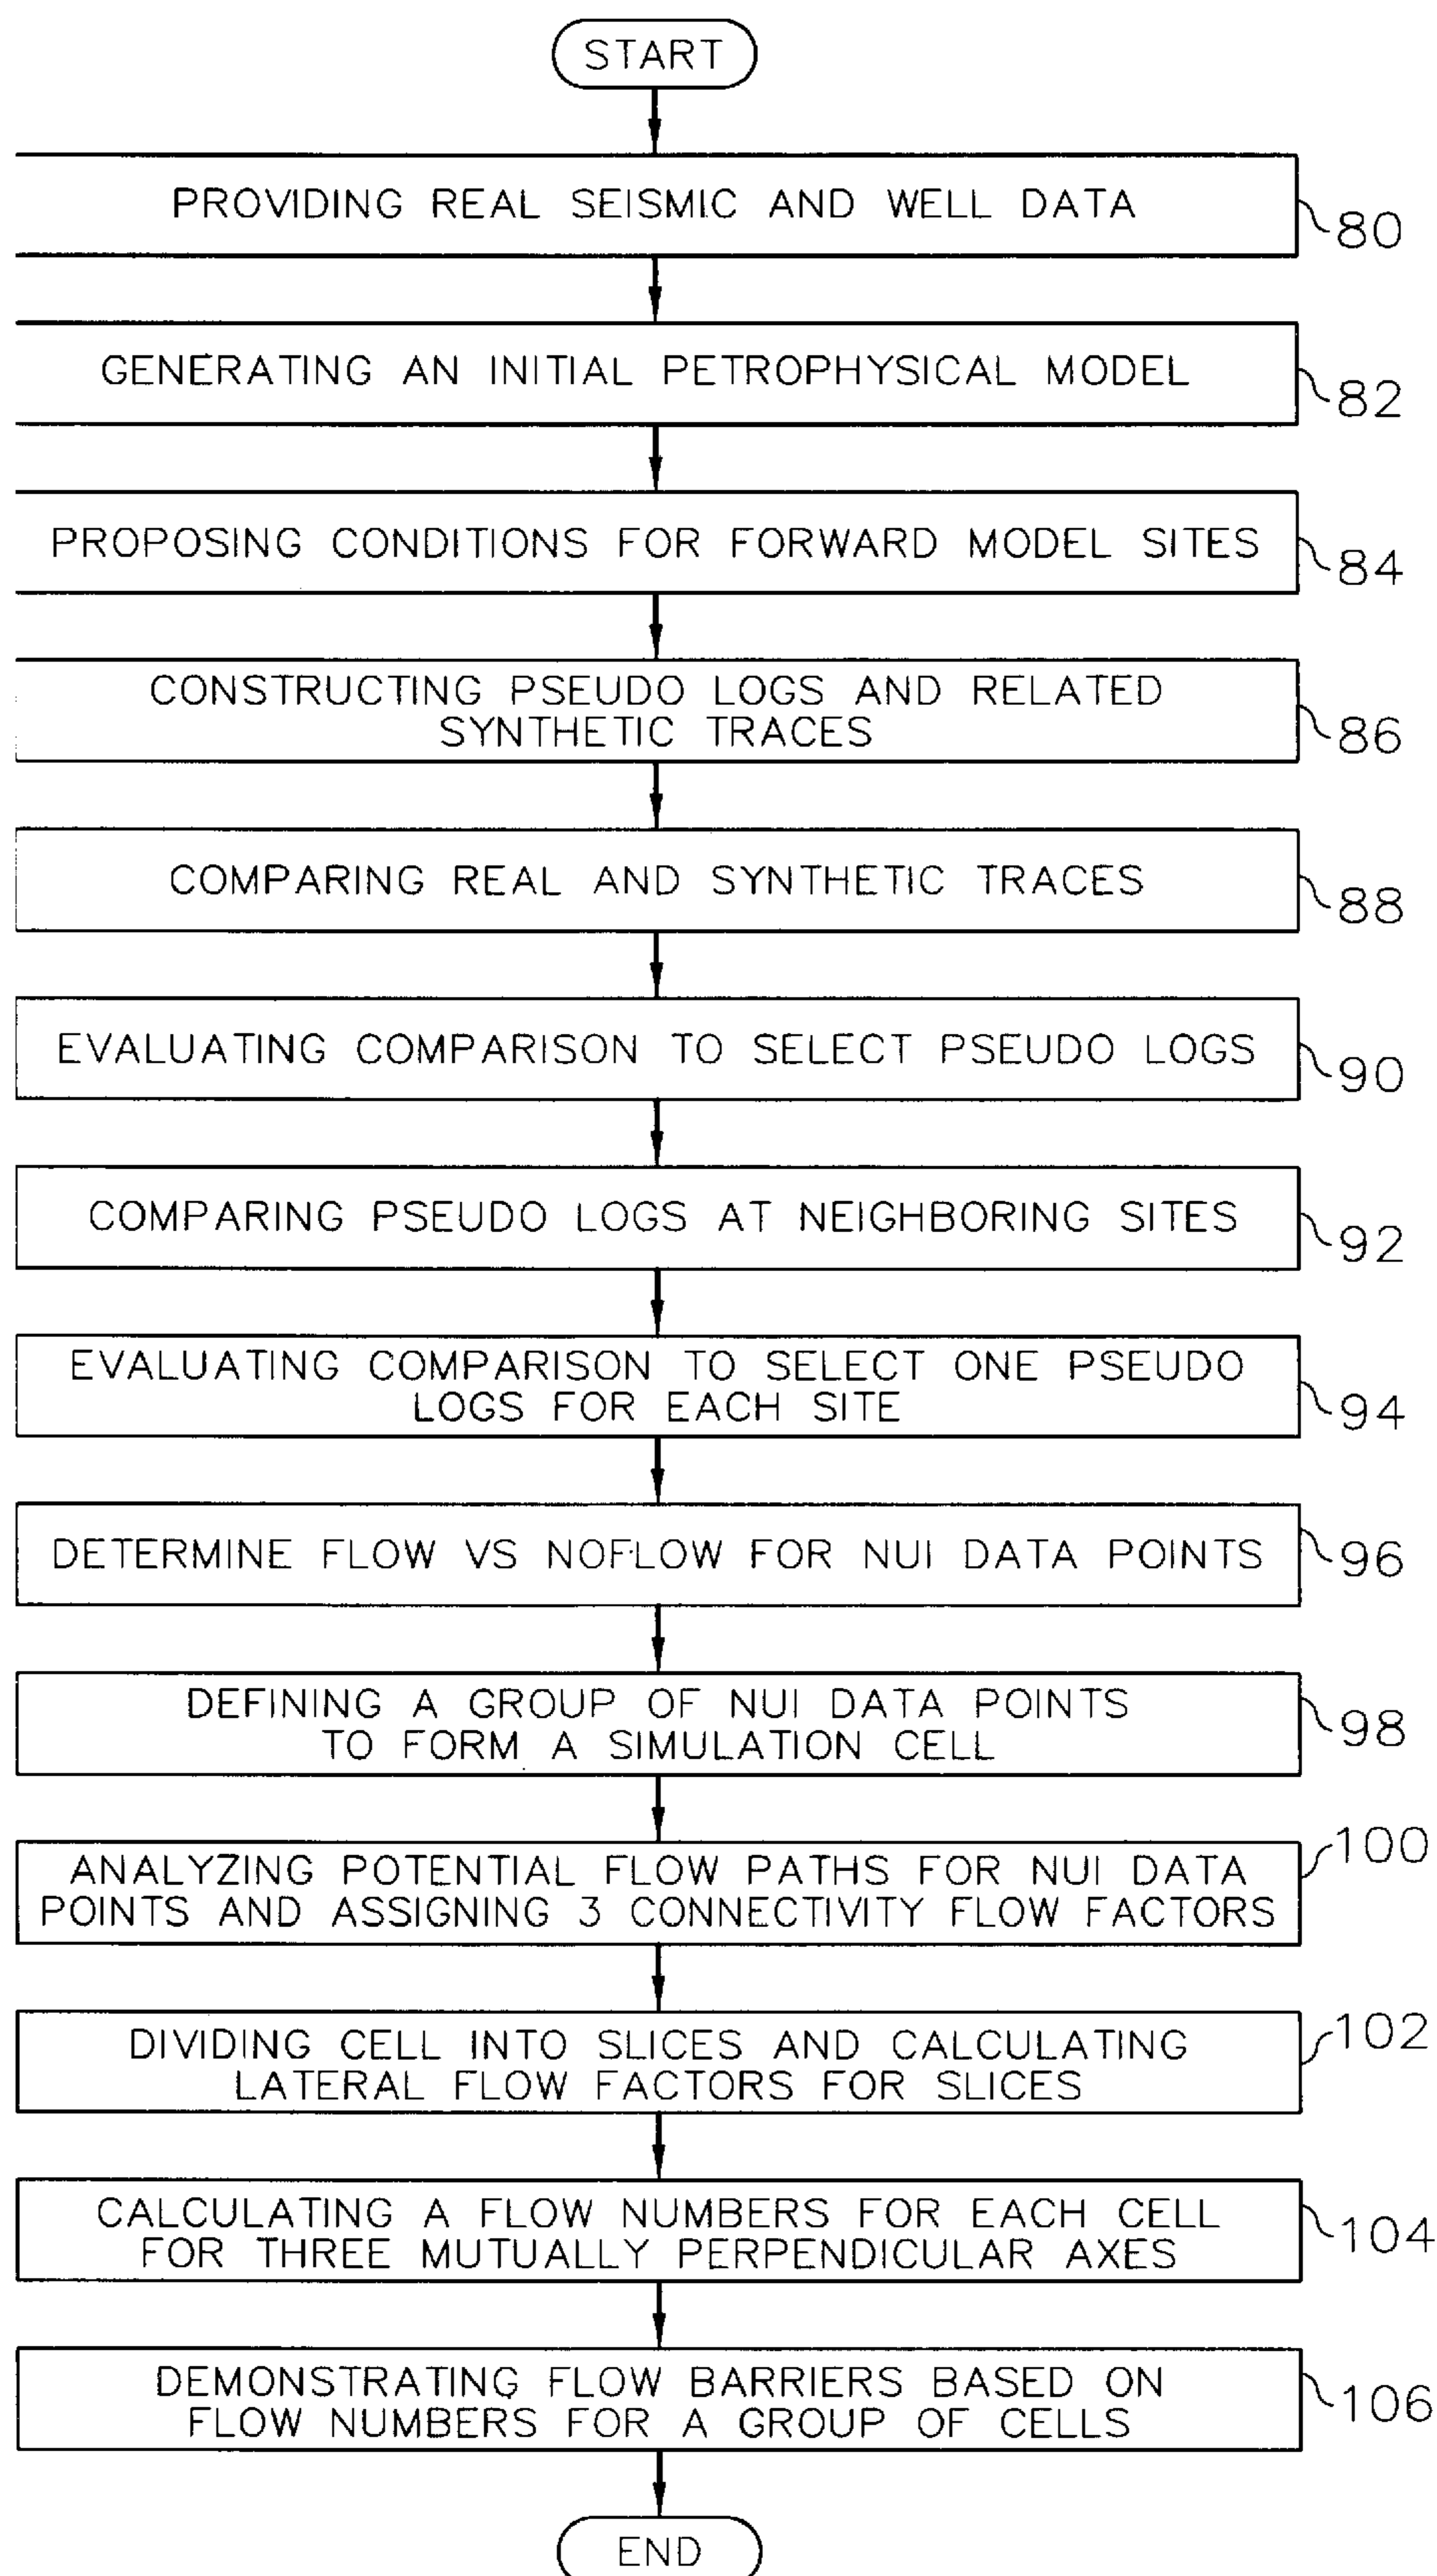 START
PROVIDING REAL SEISMIC AND WELL DATA
80
GENERATING AN INITIAL PETROPHYSICAL MODEL
82
PROPOSING CONDITIONS FOR FORWARD MODEL SITES
84
CONSTRUCTING PSEUDO LOGS AND RELATED
SYNTHETIC TRACES
86
COMPARING REAL AND SYNTHETIC TRACES
88
EVALUATING COMPARISON TO SELECT PSEUDO LOGS
90
COMPARING PSEUDO LOGS AT NEIGHBORING SITES
92
EVALUATING COMPARISON TO SELECT ONE PSEUDO
LOGS FOR EACH SITE
94
DETERMINE FLOW VS NOFLOW FOR NUI DATA POINTS
96
DEFINING A GROUP OF NUI DATA POINTS
TO FORM A SIMULATION CELL
98
ANALYZING POTENTIAL FLOW PATHS FOR NUI DATA
POINTS AND ASSIGNING 3 CONNECTIVITY FLOW FACTORS
100
DIVIDING CELL INTO SLICES AND CALCULATING
LATERAL FLOW FACTORS FOR SLICES
102
CALCULATING A FLOW NUMBERS FOR EACH CELL
FOR THREE MUTUALLY PERPENDICULAR AXES
104
DEMONSTRATING FLOW BARRIERS BASED ON
FLOW NUMBERS FOR A GROUP OF CELLS
106
END